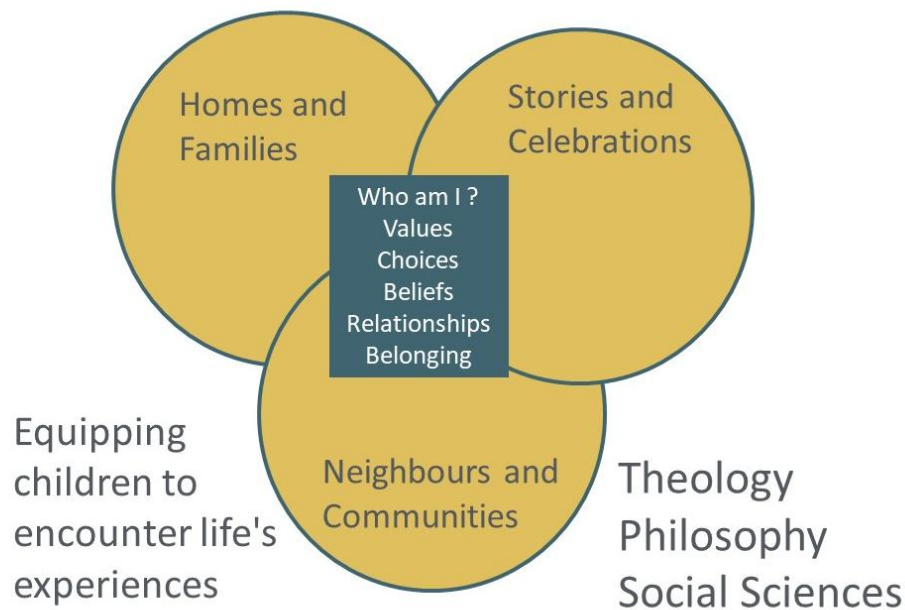 Homes and
Families
Stories and
Celebrations
Who am I ?
Values
Choices
Beliefs
Relationships
Belonging
Neighbours and
Communities
Equipping
children to
encounter life's
experiences
Theology
Philosophy
Social Sciences